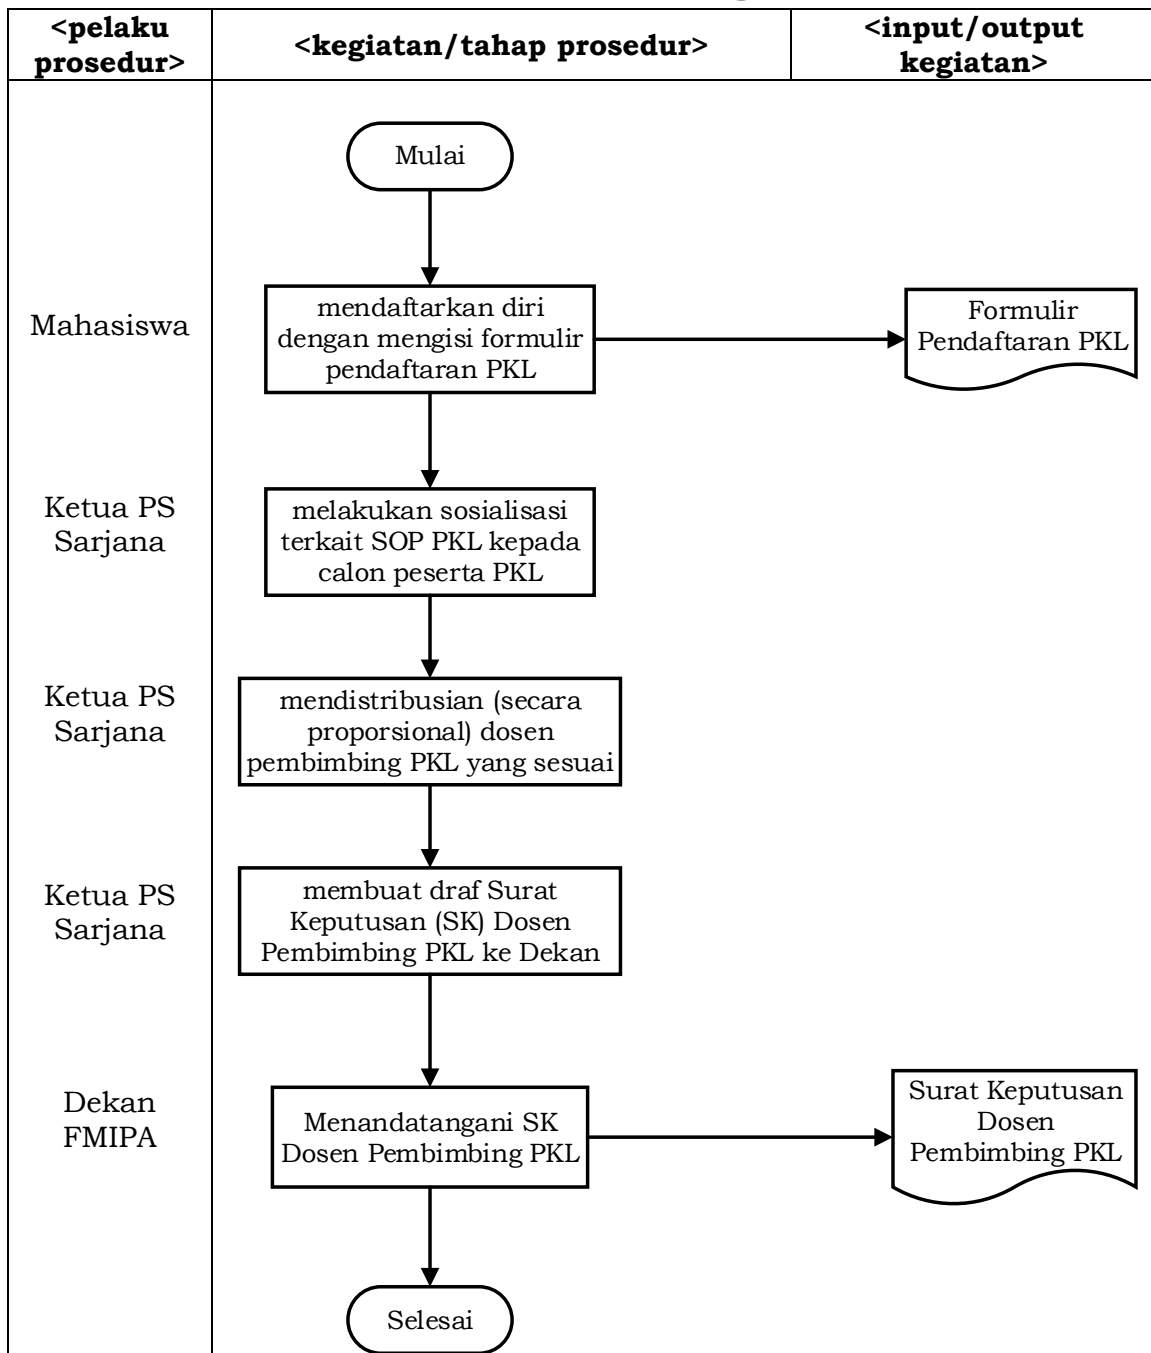 <pelaku
prosedur>
<kegiatan/tahap prosedur>
<input/output
kegiatan>
Mulai
Mahasiswa
mendaftarkan diri
dengan mengisi formulir
pendaftaran PKL
Formulir
Pendaftaran PKL
Ketua PS
Sarjana
melakukan sosialisasi
terkait SOP PKL kepada
calon peserta PKL
Ketua PS
Sarjana
mendistribusian (secara
proporsional) dosen
pembimbing PKL yang sesuai
Ketua PS
Sarjana
membuat draf Surat
Keputusan (SK) Dosen
Pembimbing PKL ke Dekan
Dekan
FMIPA
Menandatangani SK
Dosen Pembimbing PKL
Surat Keputusan
Dosen
Pembimbing PKL
Selesai